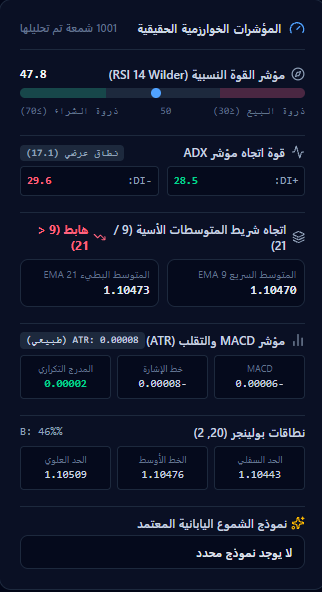 المؤشرات الخوارزمية الحقيقية 1001 شمعة تم تحليلها
مؤشر القوة النسبية (RSI 14 Wilder) 47.8
ذروة البيع (≤30) 50 ذروة الشراء (≥70)
قوة اتجاه مؤشر ADX نطاق عرضي (17.1)
DI+: 28.5 DI-: 29.6
اتجاه شريط المتوسطات الأسية (9 / 21) هابط (9 < 21)
المتوسط السريع EMA 9 المتوسط البطيء EMA 21
1.10470 1.10473
مؤشر MACD والتقلب (ATR) ATR: 0.00008 (طبيعي)
MACD خط الإشارة المدرج التكراري
-0.00006 -0.00008 0.00002
نطاقات بولينجر (20, 2) B: 46%%
الحد السفلي الخط الأوسط الحد العلوي
1.10443 1.10476 1.10509
نموذج الشموع اليابانية المعتمد
لا يوجد نموذج محدد